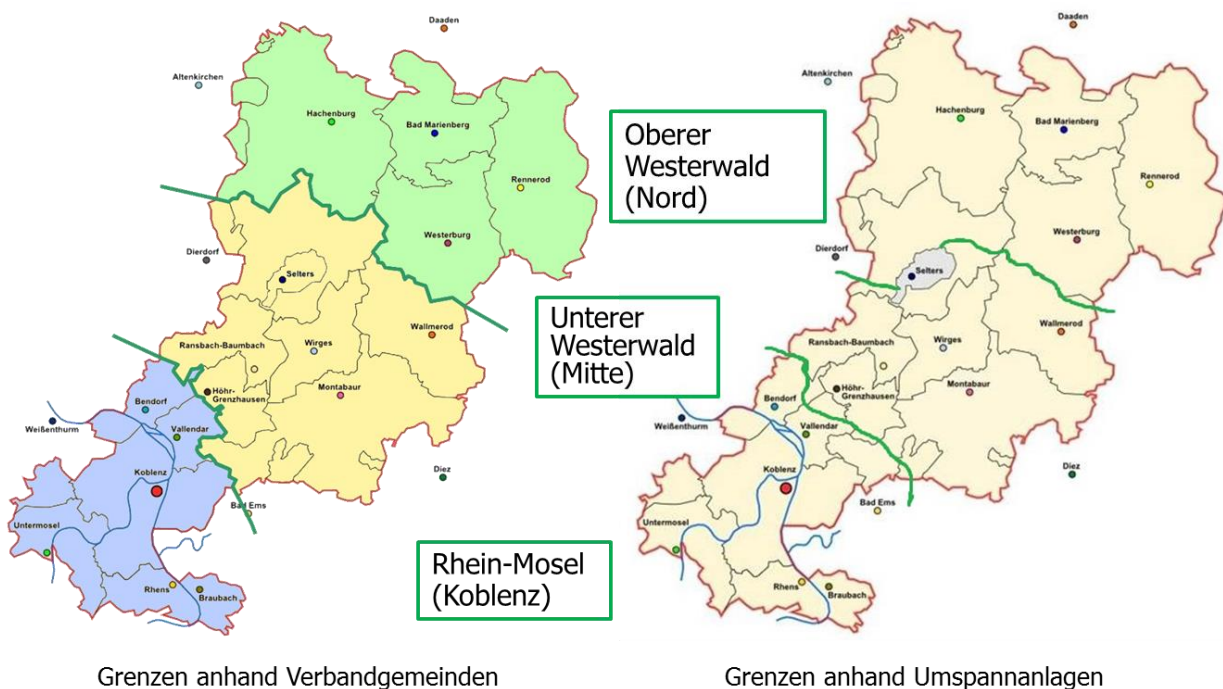 Daaden
Altenkirchen
Hachenburg
Bad Marienberg
Rennerod
Westerburg
Dierdorf
Selters
Wallmerod
Ransbach-Baumbach
Wirges
Höhr-
Grenzhausen
Montabaur
Bendorf
Weißenthurm
Vallendar
Koblenz
Diez
Bad Ems
Untermosel
Rhens
Braubach
Grenzen anhand Verbandgemeinden
Oberer
Westerwald
(Nord)
Unterer
Westerwald
(Mitte)
Rhein-Mosel
(Koblenz)
Daaden
Altenkirchen
Hachenburg
Bad Marienberg
Rennerod
Westerburg
Dierdorf
Selters
Wallmerod
Ransbach-Baumbach
Wirges
Höhr-
Grenzhausen
Montabaur
Bendorf
Weißenthurm
Vallendar
Koblenz
Diez
Bad Ems
Untermosel
Rhens
Braubach
Grenzen anhand Umspannanlagen